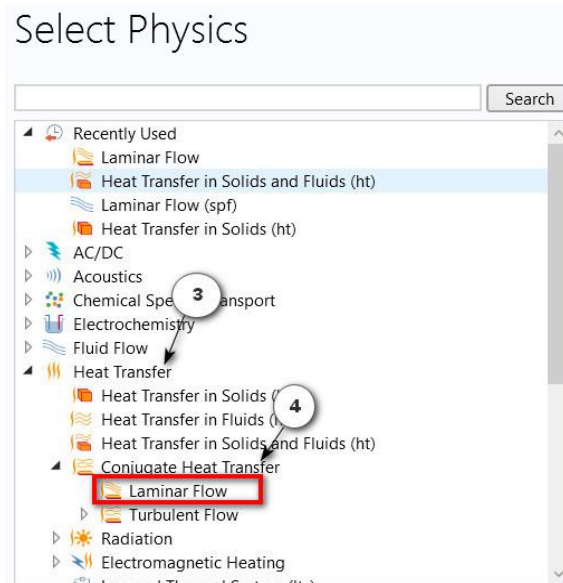 Select Physics
Search
Recently Used
Laminar Flow
Heat Transfer in Solids and Fluids (ht)
Laminar Flow (spf)
Heat Transfer in Solids (ht)
AC/DC
Acoustics
3
Chemical Spe ansport
Electrochemistry
Fluid Flow
Heat Transfer
Heat Transfer in Solids
4
Heat Transfer in Fluids
Heat Transfer in Solids and Fluids (ht)
Conjugate Heat Transfer
Laminar Flow
Turbulent Flow
Radiation
Electromagnetic Heating